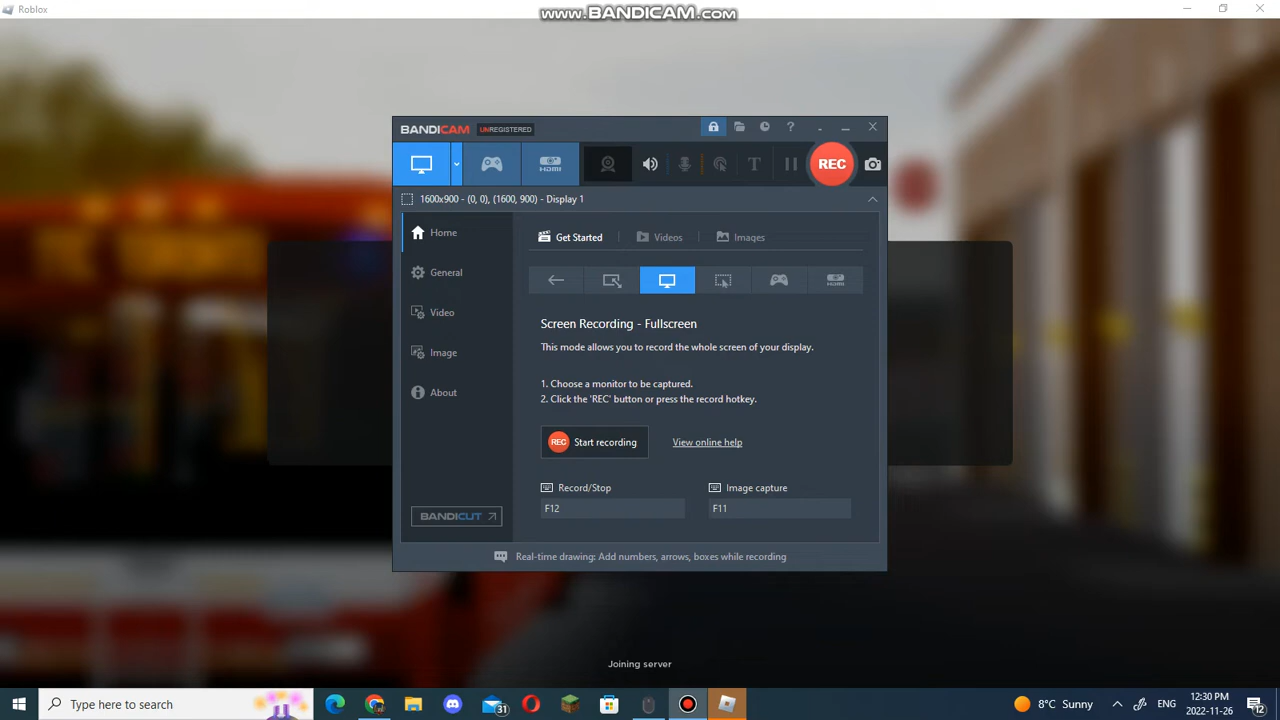 Roblox
www.BANDICAM.com
BANDICAM UNREGISTERED
?
HDMI
T
REC
1600x900 - (0, 0), (1600, 900) - Display 1
Home
General
Video
Image
About
BANDICUT
Get Started
Videos
Images
HDMI
Screen Recording - Fullscreen
This mode allows you to record the whole screen of your display.
1. Choose a monitor to be captured.
2. Click the 'REC' button or press the record hotkey.
REC Start recording
View online help
Record/Stop
Image capture
F12
F11
Real-time drawing: Add numbers, arrows, boxes while recording
Joining server
Type here to search
31
8°C Sunny
ENG
12:30 PM
2022-11-26
12